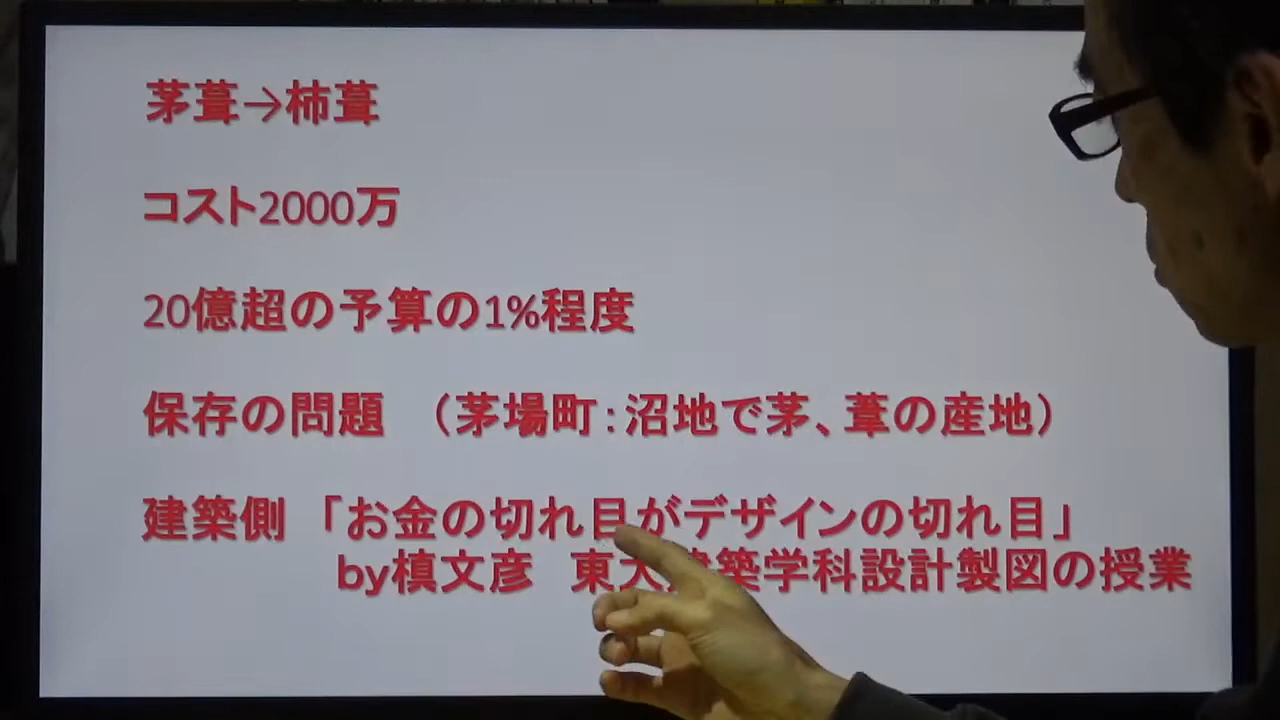 茅葺→柿葺
コスト2000万
20億超の予算の1%程度
保存の問題 （茅場町：沼地で茅、葦の産地）
建築側 「お金の切れ目がデザインの切れ目」
by槙文彦 東大建築学科設計製図の授業